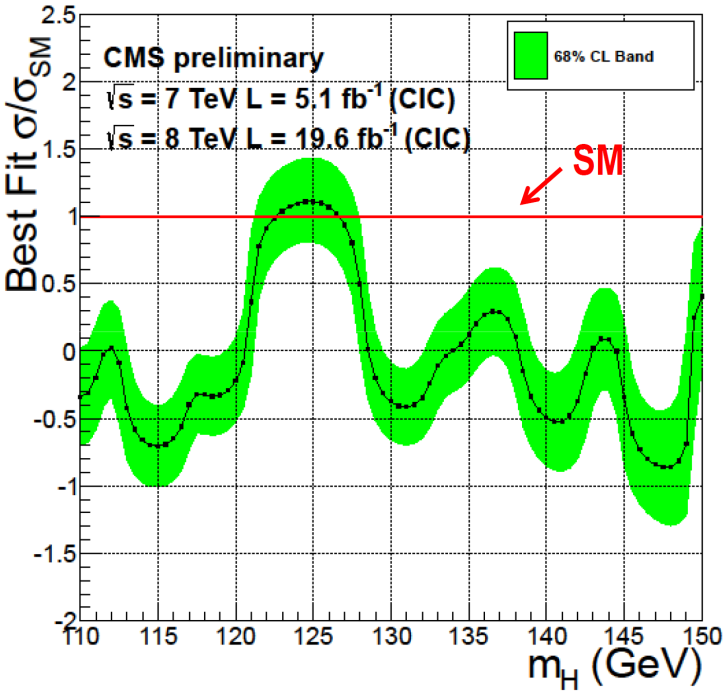 2.5
68% CL Band
CMS preliminary
√s = 7 TeV L = 5.1 fb⁻¹ (CIC)
2
√s = 8 TeV L = 19.6 fb⁻¹ (CIC)
1.5
SM
1
0.5
0
-0.5
-1
-1.5
-2
Best Fit σ/σSM
110 115 120 125 130 135 140 145 150
mH (GeV)